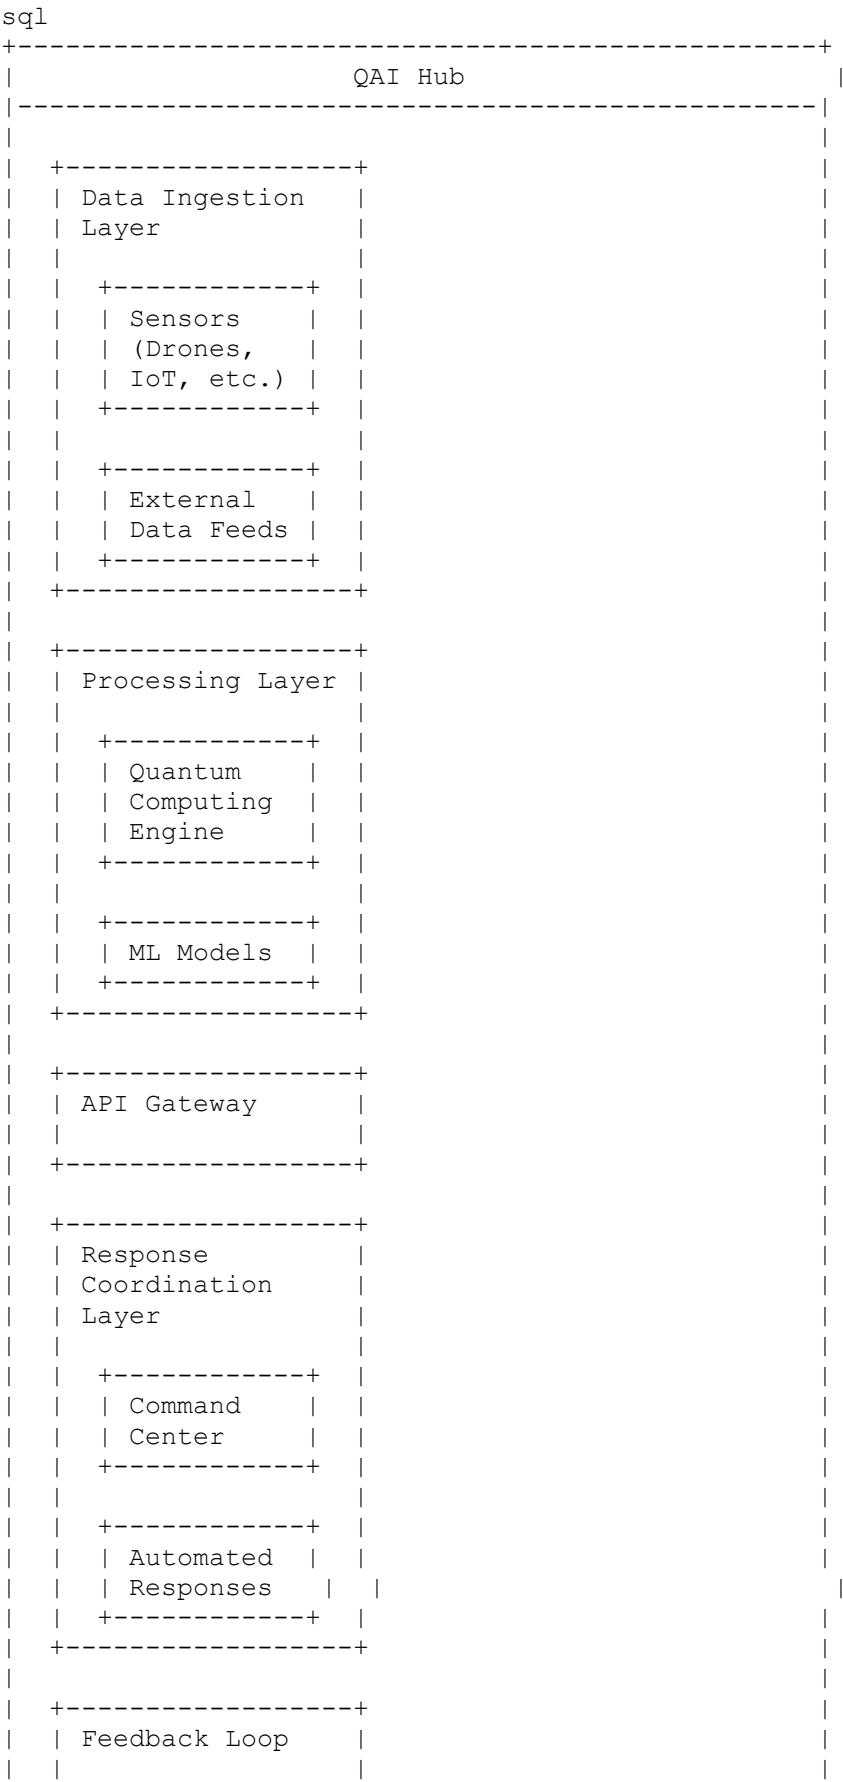 sql
+--------------------------------------------------+
|                     QAI Hub                       |
|--------------------------------------------------|
|                                                  |
|  +------------------+                            |
|  | Data Ingestion   |                            |
|  | Layer            |                            |
|  |                  |                            |
|  |  +------------+  |                            |
|  |  | Sensors    |  |                            |
|  |  | (Drones,   |  |                            |
|  |  | IoT, etc.) |  |                            |
|  |  +------------+  |                            |
|  |                  |                            |
|  |  +------------+  |                            |
|  |  | External   |  |                            |
|  |  | Data Feeds |  |                            |
|  |  +------------+  |                            |
|  +------------------+                            |
|                                                  |
|  +------------------+                            |
|  | Processing Layer |                            |
|  |                  |                            |
|  |  +------------+  |                            |
|  |  | Quantum    |  |                            |
|  |  | Computing  |  |                            |
|  |  | Engine     |  |                            |
|  |  +------------+  |                            |
|  |                  |                            |
|  |  +------------+  |                            |
|  |  | ML Models  |  |                            |
|  |  +------------+  |                            |
|  +------------------+                            |
|                                                  |
|  +------------------+                            |
|  | API Gateway      |                            |
|  |                  |                            |
|  +------------------+                            |
|                                                  |
|  +------------------+                            |
|  | Response         |                            |
|  | Coordination     |                            |
|  | Layer            |                            |
|  |                  |                            |
|  |  +------------+  |                            |
|  |  | Command    |  |                            |
|  |  | Center     |  |                            |
|  |  +------------+  |                            |
|  |                  |                            |
|  |  +------------+  |                            |
|  |  | Automated  |  |                            |
|  |  | Responses   |  |                            |
|  |  +------------+  |                            |
|  +------------------+                            |
|                                                  |
|  +------------------+                            |
|  | Feedback Loop    |                            |
|  |                  |                            |